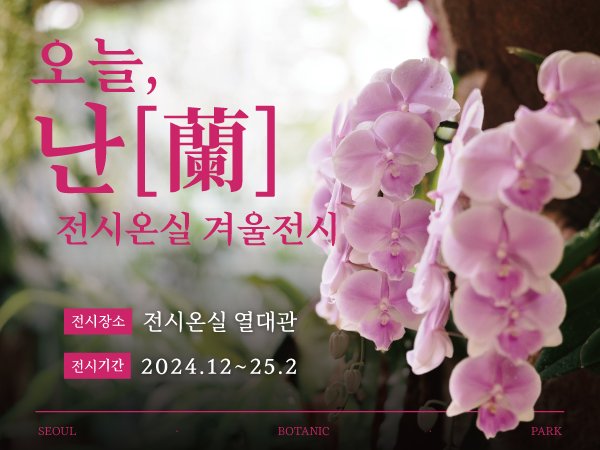 오늘,
난[蘭]
전시온실 겨울전시
전시장소 전시온실 열대관
전시기간 2024.12~25.2
SEOUL · BOTANIC · PARK